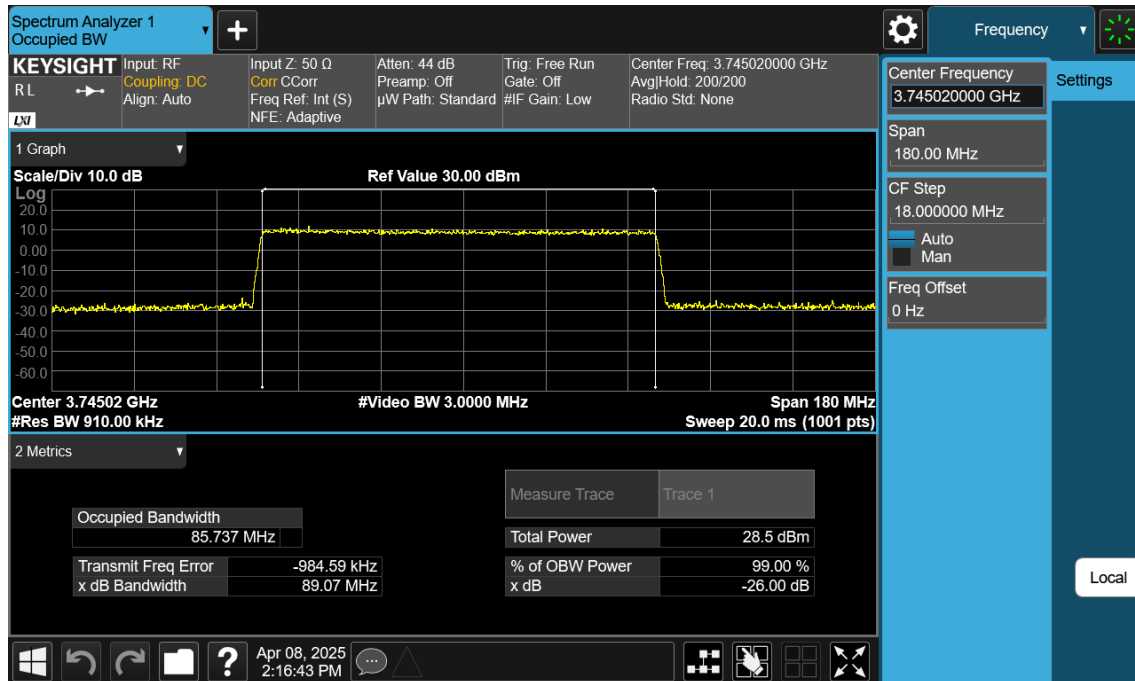 Spectrum Analyzer 1
Occupied BW
+
Frequency
KEYSIGHT
R L
LXI
Input: RF
Coupling: DC
Align: Auto
Input Z: 50 Ω
Corr CCorr
Freq Ref: Int (S)
NFE: Adaptive
Atten: 44 dB
Preamp: Off
µW Path: Standard
Trig: Free Run
Gate: Off
#IF Gain: Low
Center Freq: 3.745020000 GHz
Avg|Hold: 200/200
Radio Std: None
Center Frequency
3.745020000 GHz
Settings
Span
180.00 MHz
CF Step
18.000000 MHz
Auto
Man
Freq Offset
0 Hz
Local
1 Graph
Scale/Div 10.0 dB
Ref Value 30.00 dBm
Log
20.0
10.0
0.00
-10.0
-20.0
-30.0
-40.0
-50.0
-60.0
Center 3.74502 GHz
#Video BW 3.0000 MHz
Span 180 MHz
#Res BW 910.00 kHz
Sweep 20.0 ms (1001 pts)
2 Metrics
Measure Trace Trace 1
Occupied Bandwidth
85.737 MHz
Total Power 28.5 dBm
Transmit Freq Error -984.59 kHz
% of OBW Power 99.00 %
x dB Bandwidth 89.07 MHz
x dB -26.00 dB
?
Apr 08, 2025
2:16:43 PM